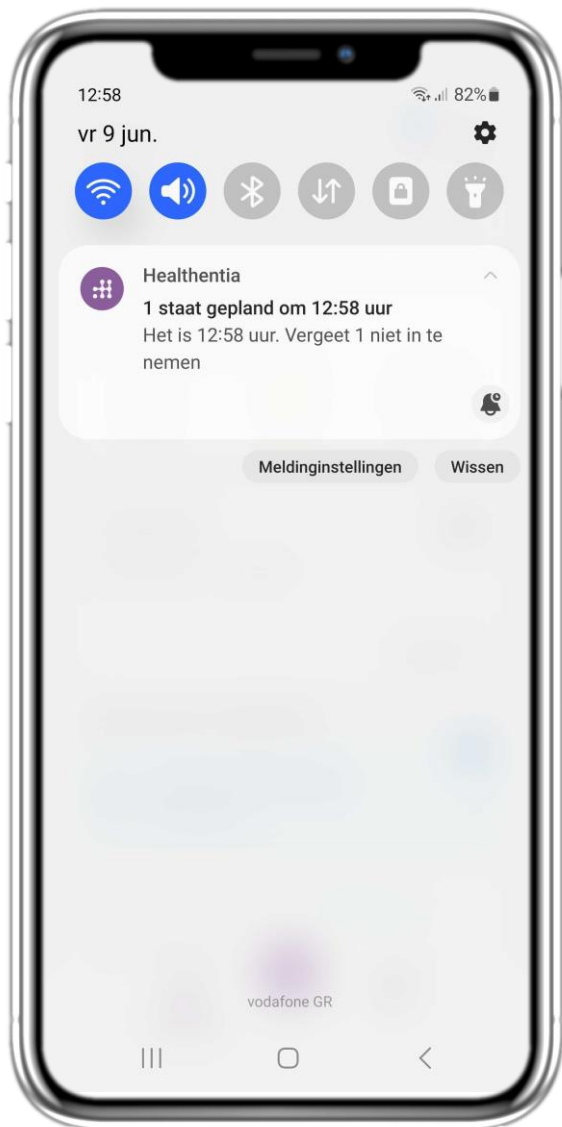 12:58 82%
vr 9 jun.
Healthentia
1 staat gepland om 12:58 uur
Het is 12:58 uur. Vergeet 1 niet in te
nemen
Meldinginstellingen Wissen
vodafone GR